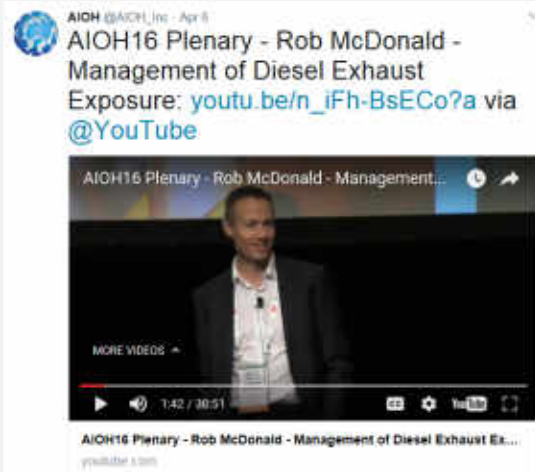 AIOH @AIOH_Inc · Apr 6
AIOH16 Plenary - Rob McDonald -
Management of Diesel Exhaust
Exposure: youtu.be/n_iFh-BsECo?a via
@YouTube
AIOH16 Plenary - Rob McDonald - Management...
MORE VIDEOS
1:42 / 30:51
CC
YouTube
AIOH16 Plenary - Rob McDonald - Management of Diesel Exhaust Ex...
youtube.com